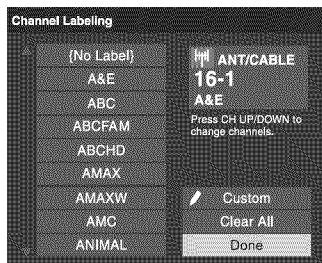 Channel Labeling
{No Label}
A&E
ABC
ABCFAM
ABCHD
AMAX
AMAXW
AMC
ANIMAL
ANT/CABLE
16-1
A&E
Press CH UP/DOWN to
change channels.
Custom
Clear All
Done